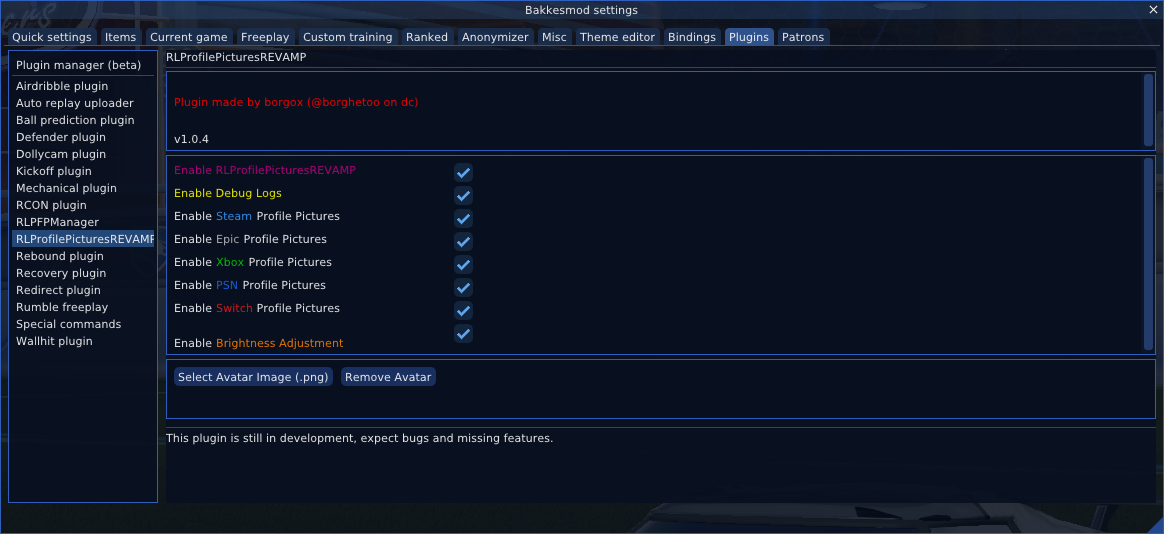 Bakkesmod settings
Quick settings Items Current game Freeplay Custom training Ranked Anonymizer Misc Theme editor Bindings Plugins Patrons
Plugin manager (beta)
Airdribble plugin
Auto replay uploader
Ball prediction plugin
Defender plugin
Dollycam plugin
Kickoff plugin
Mechanical plugin
RCON plugin
RLPFPManager
RLProfilePicturesREVAMP
Rebound plugin
Recovery plugin
Redirect plugin
Rumble freeplay
Special commands
Wallhit plugin
RLProfilePicturesREVAMP
Plugin made by borgox (@borghetoo on dc)
v1.0.4
Enable RLProfilePicturesREVAMP
Enable Debug Logs
Enable Steam Profile Pictures
Enable Epic Profile Pictures
Enable Xbox Profile Pictures
Enable PSN Profile Pictures
Enable Switch Profile Pictures
Enable Brightness Adjustment
Select Avatar Image (.png) Remove Avatar
This plugin is still in development, expect bugs and missing features.